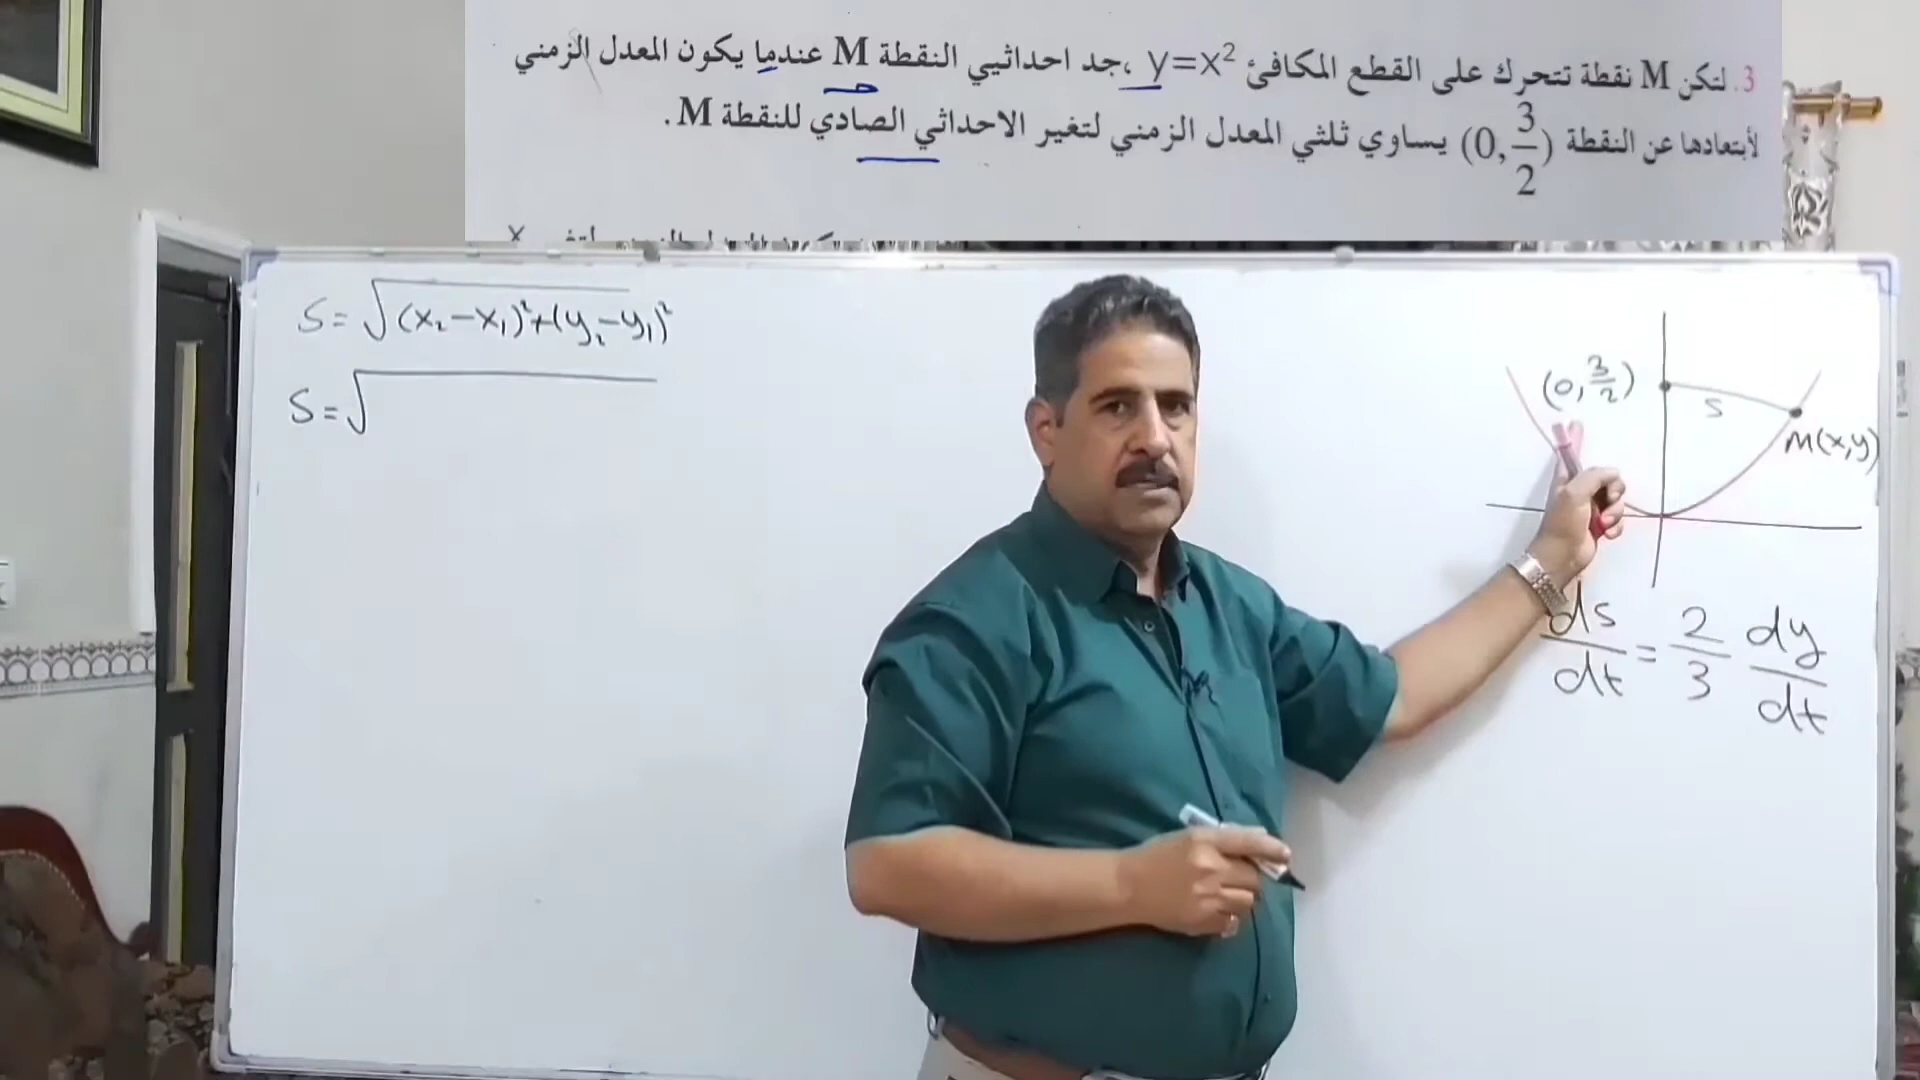 3. لتكن M نقطة تتحرك على القطع المكافئ y=x² ،جد احداثيي النقطة M عندما يكون المعدل الزمني
لأبتعادها عن النقطة (0, 3/2) يساوي ثلثي المعدل الزمني لتغير الاحداثي الصادي للنقطة M .
S = √(x₂-x₁)²+(y₂-y₁)²
S = √
(0, 3/2)
S
M(x,y)
ds/dt = 2/3 dy/dt